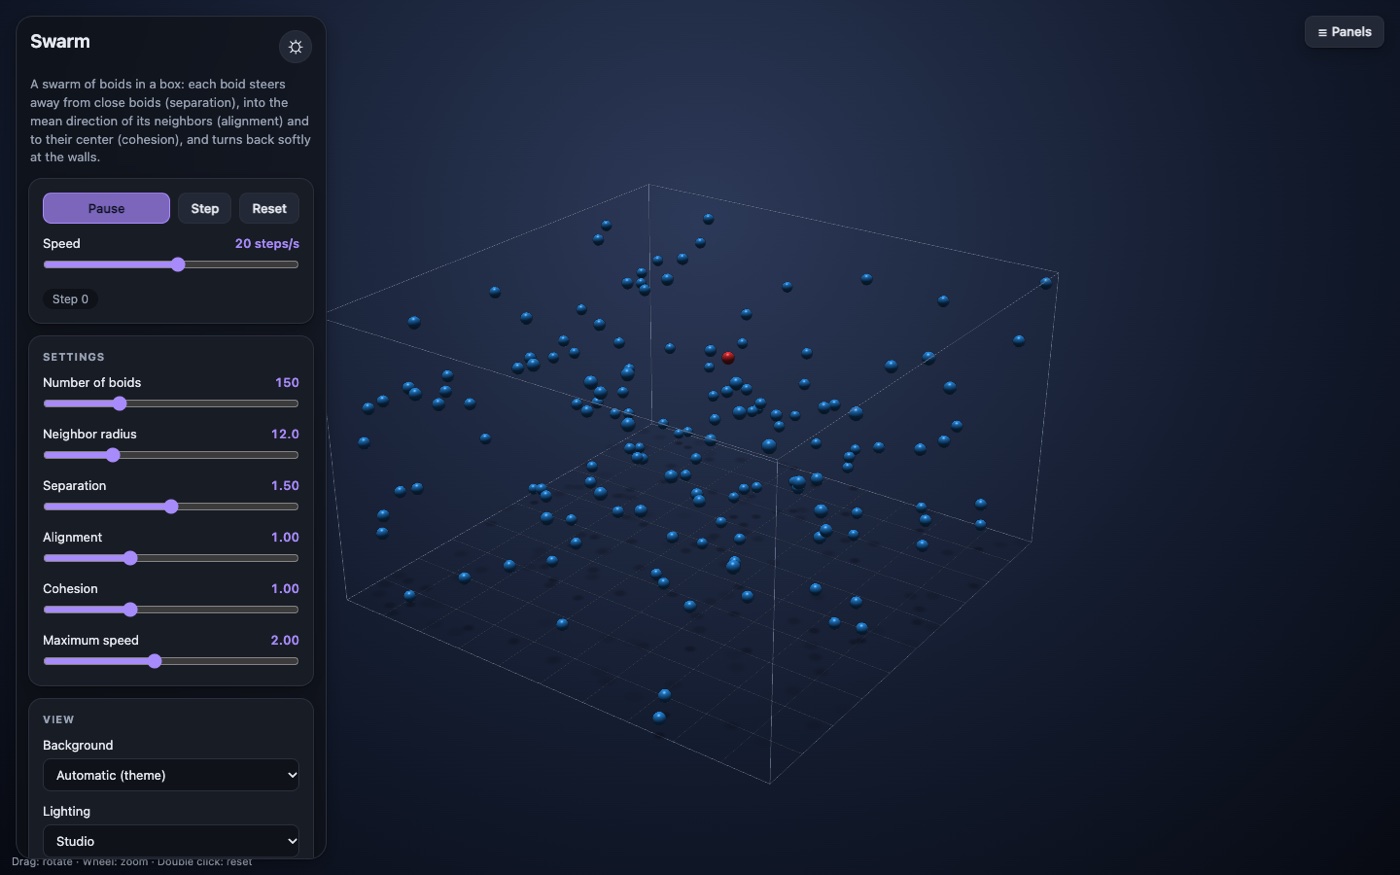 Swarm
≡ Panels
A swarm of boids in a box: each boid steers
away from close boids (separation), into the
mean direction of its neighbors (alignment) and
to their center (cohesion), and turns back softly
at the walls.
Pause
Step
Reset
Speed 20 steps/s
Step 0
SETTINGS
Number of boids 150
Neighbor radius 12.0
Separation 1.50
Alignment 1.00
Cohesion 1.00
Maximum speed 2.00
VIEW
Background
Automatic (theme)
Lighting
Studio
Drag: rotate · Wheel: zoom · Double click: reset